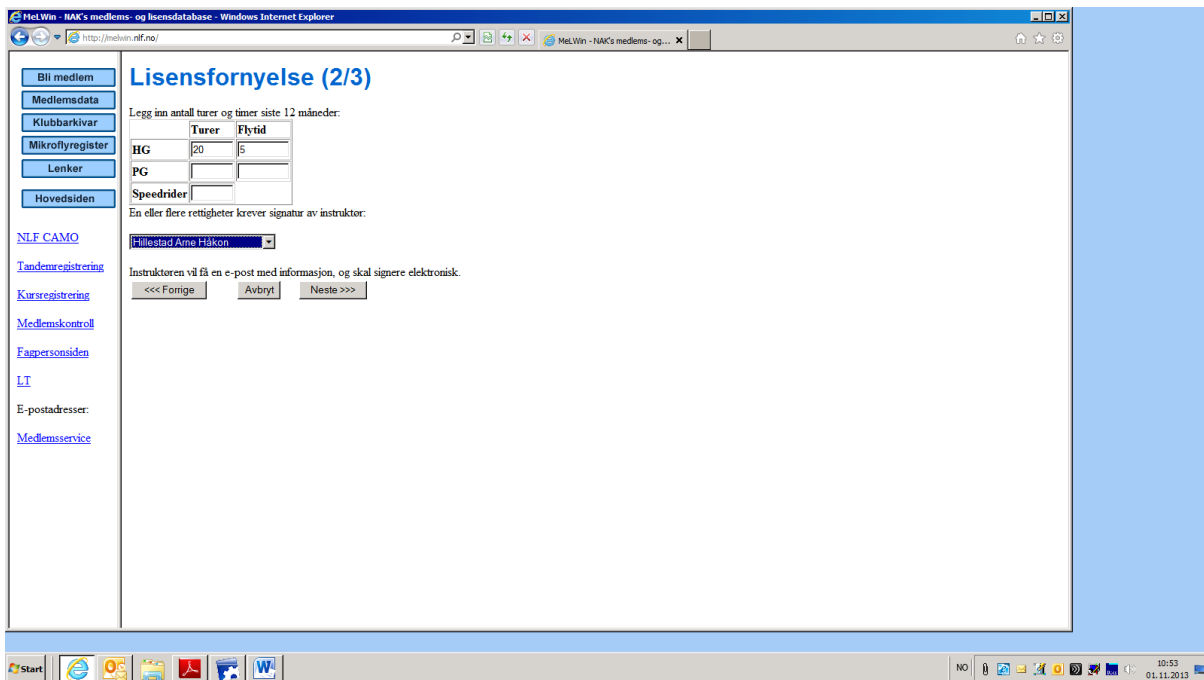 MeLWin - NAK's medlems- og lisensdatabase - Windows Internet Explorer
http://melwin.nlf.no/
MeLWin - NAK's medlems- og...
Bli medlem
Medlemsdata
Klubbarkivar
Mikroflyregister
Lenker
Hovedsiden
NLF CAMO
Tandemregistrering
Kursregistrering
Medlemskontroll
Fagpersonsiden
LT
E-postadresser:
Medlemsservice
Lisensfornyelse (2/3)
Legg inn antall turer og timer siste 12 måneder:
Turer Flytid
HG 20 5
PG
Speedrider
En eller flere rettigheter krever signatur av instruktør:
Hillestad Arne Håkon
Instruktøren vil få en e-post med informasjon, og skal signere elektronisk.
<<< Forrige Avbryt Neste >>>
Start
NO
10:53
01.11.2013